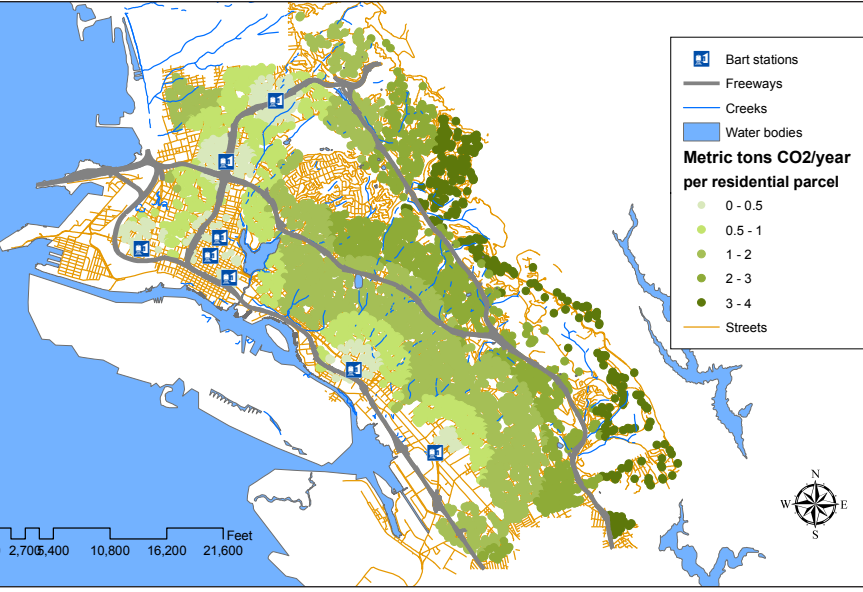 Bart stations
Freeways
Creeks
Water bodies
Metric tons CO2/year
per residential parcel
0 - 0.5
0.5 - 1
1 - 2
2 - 3
3 - 4
Streets
N
W E
S
Feet
2,700 5,400 10,800 16,200 21,600